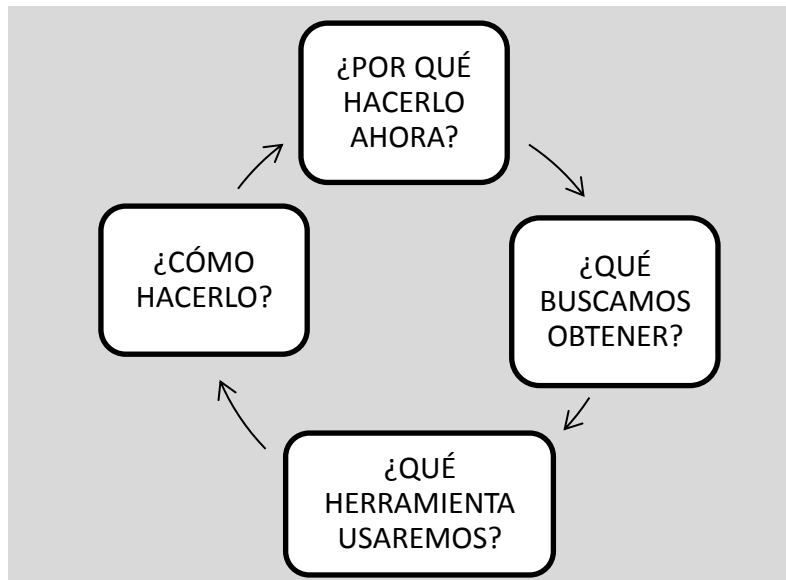 ¿POR QUÉ
HACERLO
AHORA?
¿QUÉ
BUSCAMOS
OBTENER?
¿QUÉ
HERRAMIENTA
USAREMOS?
¿CÓMO
HACERLO?